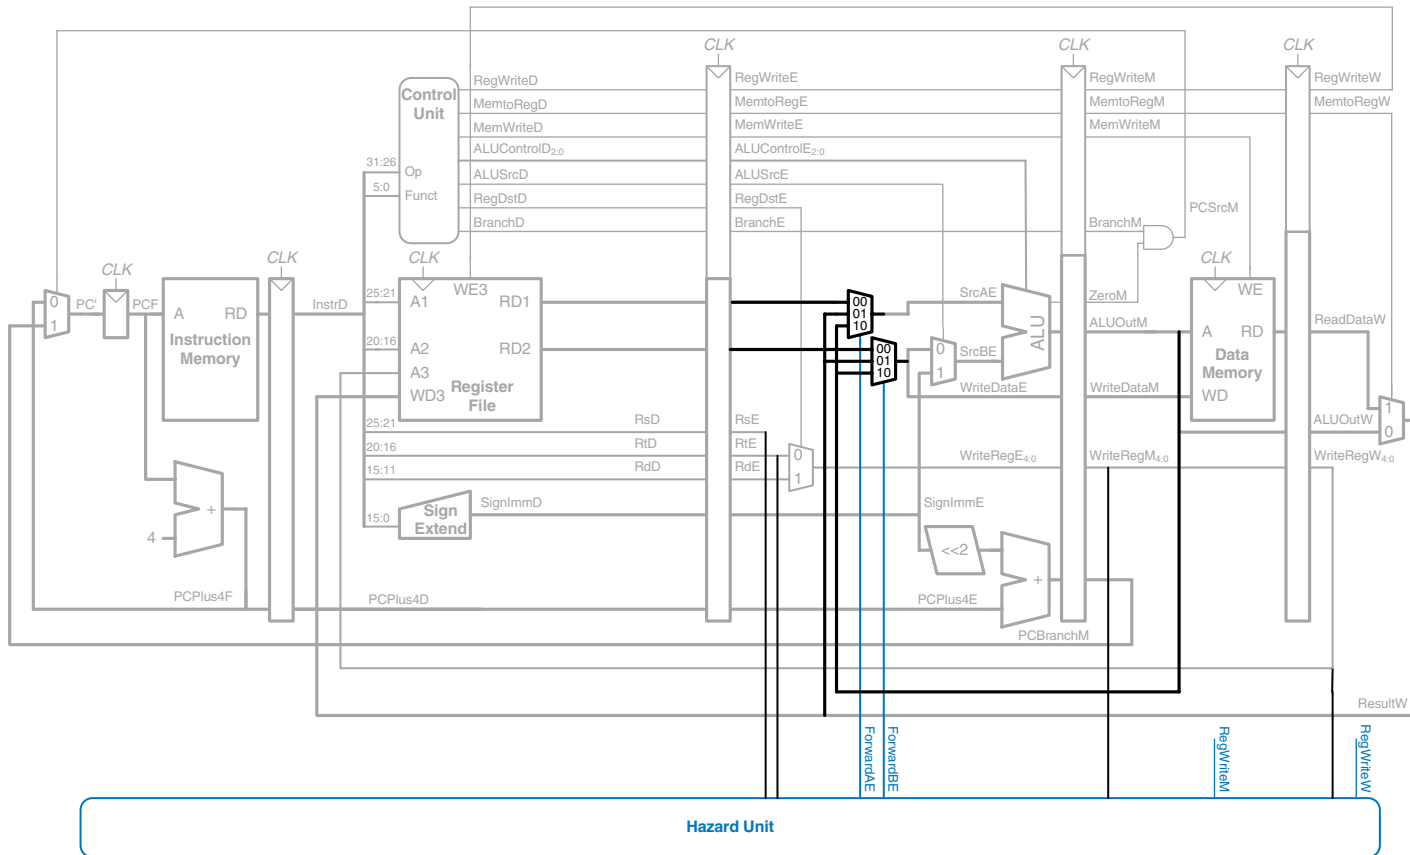 CLK CLK CLK
RegWriteD RegWriteE RegWriteM RegWriteW
Control Unit
MemtoRegD MemtoRegE MemtoRegM MemtoRegW
MemWriteD MemWriteE MemWriteM
ALUControlD2:0 ALUControlE2:0
31:26 Op ALUSrcD ALUSrcE
5:0 Funct RegDstD RegDstE PCSrcM
BranchD BranchE BranchM
CLK CLK CLK CLK
0 1 PC' PCF A RD InstrD 25:21 A1 WE3 RD1 00 01 10 SrcAE ZeroM WE
Instruction Memory
ALU ALUOutM A RD ReadDataW
20:16 A2 RD2 00 01 10 0 1 SrcBE
Data Memory
A3
WD3 WriteDataE WriteDataM WD
Register File
1 0
25:21 RsD RsE ALUOutW
20:16 RtD RtE 0 WriteRegE4:0 WriteRegM4:0 WriteRegW4:0
15:11 RdD RdE 1
SignImmD SignImmE
+ 15:0 Sign Extend
4 <<2
+
PCPlus4F PCPlus4D PCPlus4E
PCBranchM
ResultW
ForwardAE ForwardBE RegWriteM RegWriteW
Hazard Unit